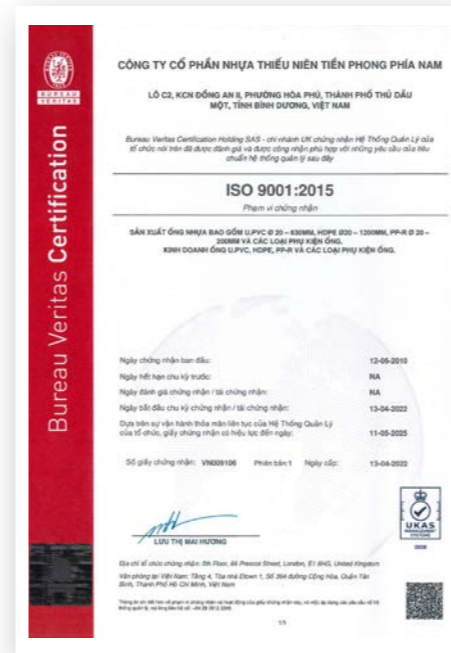 BUREAU
VERITAS
Bureau Veritas Certification
CÔNG TY CỔ PHẦN NHỰA THIẾU NIÊN TIỀN PHONG PHÍA NAM
LÔ C2, KCN ĐỒNG AN II, PHƯỜNG HÒA PHÚ, THÀNH PHỐ THỦ DẦU
MỘT, TỈNH BÌNH DƯƠNG, VIỆT NAM
Bureau Veritas Certification Holding SAS - chi nhánh UK chứng nhận Hệ Thống Quản Lý của
tổ chức nói trên đã được đánh giá và được công nhận phù hợp với những yêu cầu của tiêu
chuẩn hệ thống quản lý sau đây
ISO 9001:2015
Phạm vi chứng nhận
SẢN XUẤT ỐNG NHỰA BAO GỒM U.PVC Ø 20 – 630MM, HDPE Ø20 – 1200MM, PP-R Ø 20 –
200MM VÀ CÁC LOẠI PHỤ KIỆN ỐNG.
KINH DOANH ỐNG U.PVC, HDPE, PP-R VÀ CÁC LOẠI PHỤ KIỆN ỐNG.
Ngày chứng nhận ban đầu: 12-05-2010
Ngày hết hạn chu kỳ trước: NA
Ngày đánh giá chứng nhận / tái chứng nhận: NA
Ngày bắt đầu chu kỳ chứng nhận / tái chứng nhận: 13-04-2022
Dựa trên sự vận hành thỏa mãn liên tục của Hệ Thống Quản Lý
của tổ chức, giấy chứng nhận có hiệu lực đến ngày: 11-05-2025
Số giấy chứng nhận: VN009106 Phiên bản:1 Ngày cấp: 13-04-2022
LƯU THỊ MAI HƯƠNG
UKAS
MANAGEMENT
SYSTEMS
0008
Địa chỉ tổ chức chứng nhận: 5th Floor, 66 Prescot Street, London, E1 8HG, United Kingdom
Văn phòng tại Việt Nam: Tầng 4, Tòa nhà Etown 1, Số 364 đường Cộng Hòa, Quận Tân
Bình, Thành Phố Hồ Chí Minh, Việt Nam
1/1